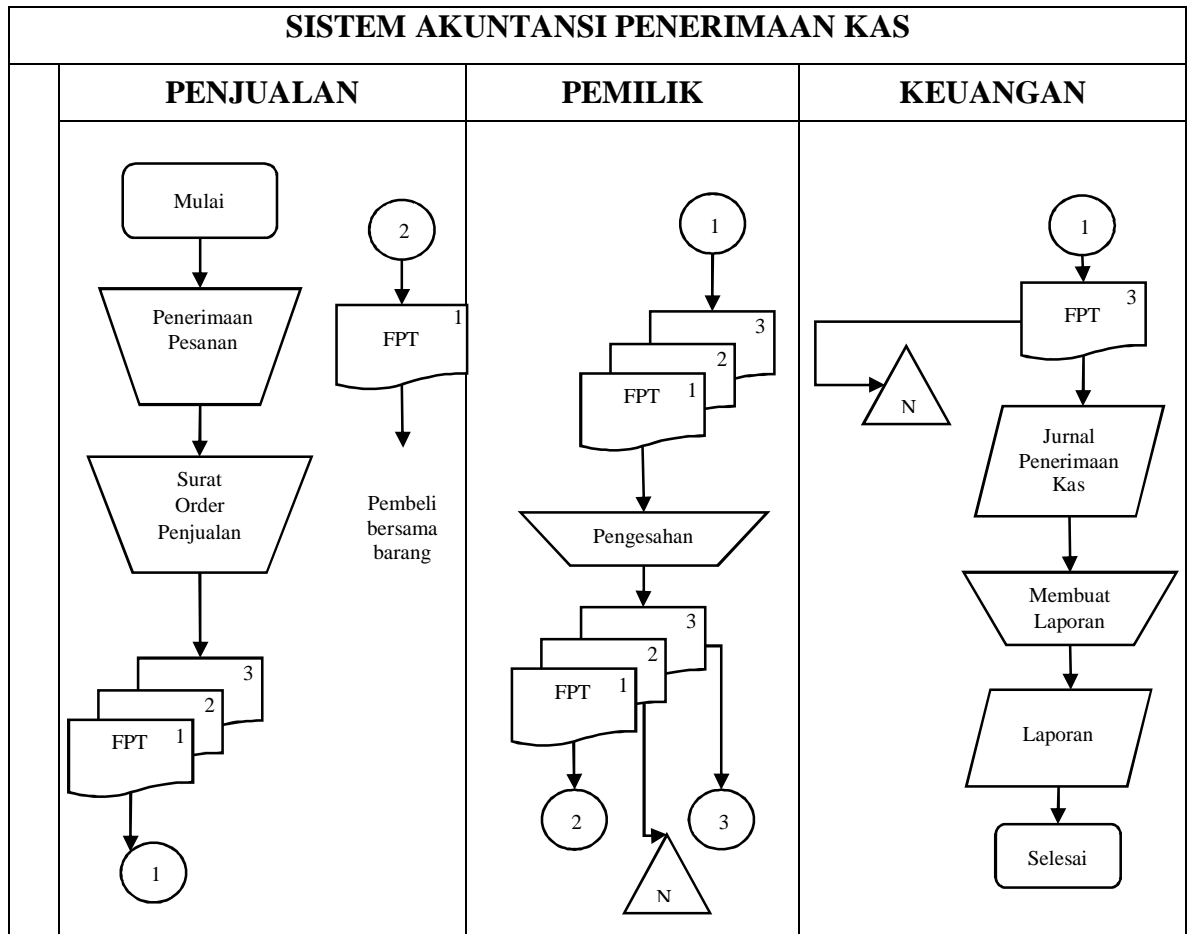 SISTEM AKUNTANSI PENERIMAAN KAS
PENJUALAN
PEMILIK
KEUANGAN
Mulai
Penerimaan
Pesanan
Surat
Order
Penjualan
3
2
FPT 1
1
2
1
FPT
Pembeli
bersama
barang
1
3
2
FPT 1
Pengesahan
3
2
FPT 1
2
3
N
1
3
FPT
N
Jurnal
Penerimaan
Kas
Membuat
Laporan
Laporan
Selesai